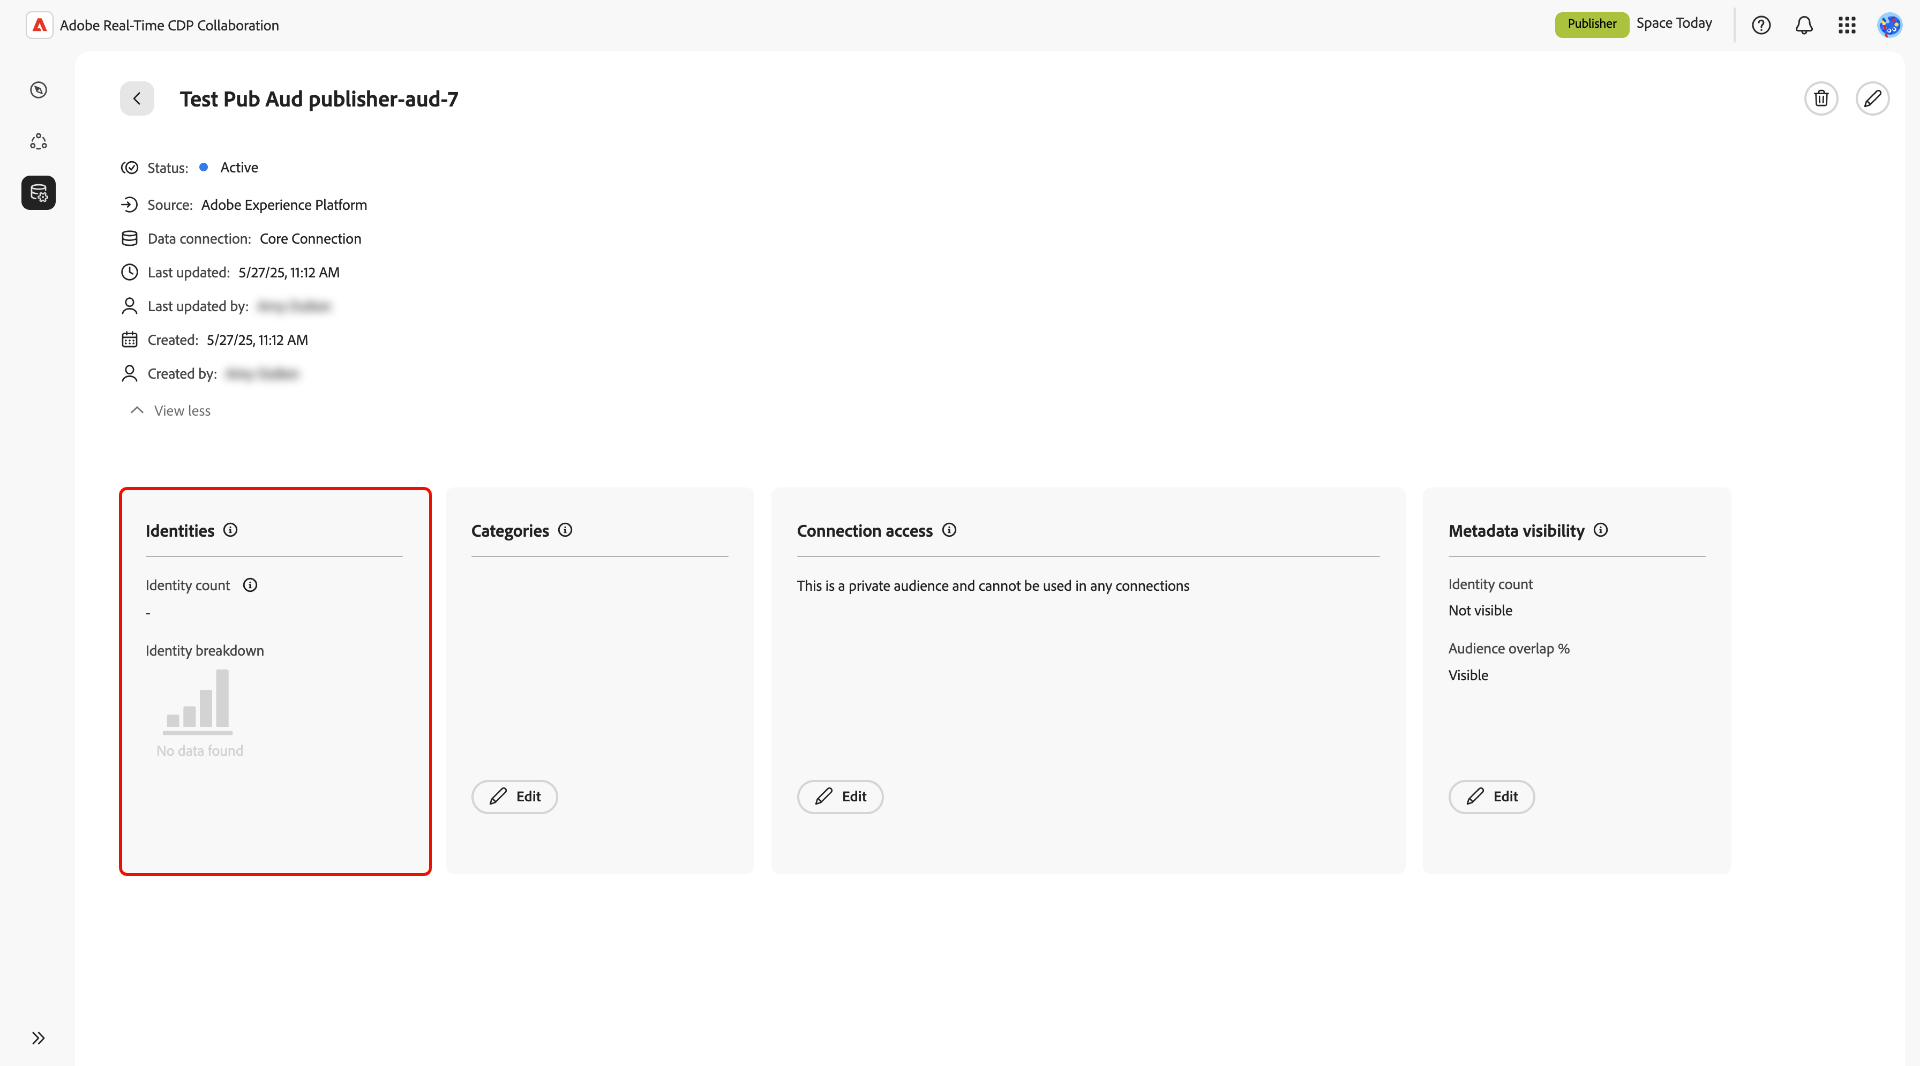 Adobe Real-Time CDP Collaboration
Publisher
Space Today
Test Pub Aud publisher-aud-7
Status: Active
Source: Adobe Experience Platform
Data connection: Core Connection
Last updated: 5/27/25, 11:12 AM
Last updated by:
Created: 5/27/25, 11:12 AM
Created by:
View less
Identities
Identity count
-
Identity breakdown
No data found
Categories
Edit
Connection access
This is a private audience and cannot be used in any connections
Edit
Metadata visibility
Identity count
Not visible
Audience overlap %
Visible
Edit